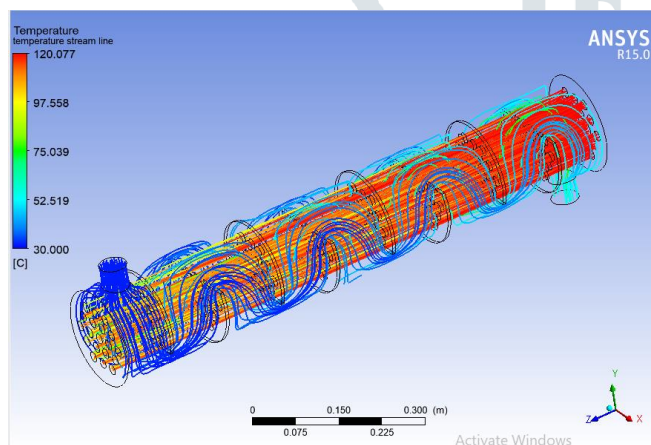 Temperature
temperature stream line
120.077
97.558
75.039
52.519
30.000
[C]
ANSYS
R15.0
0 0.150 0.300 (m)
0.075 0.225
Y
Z X
Activate Windows